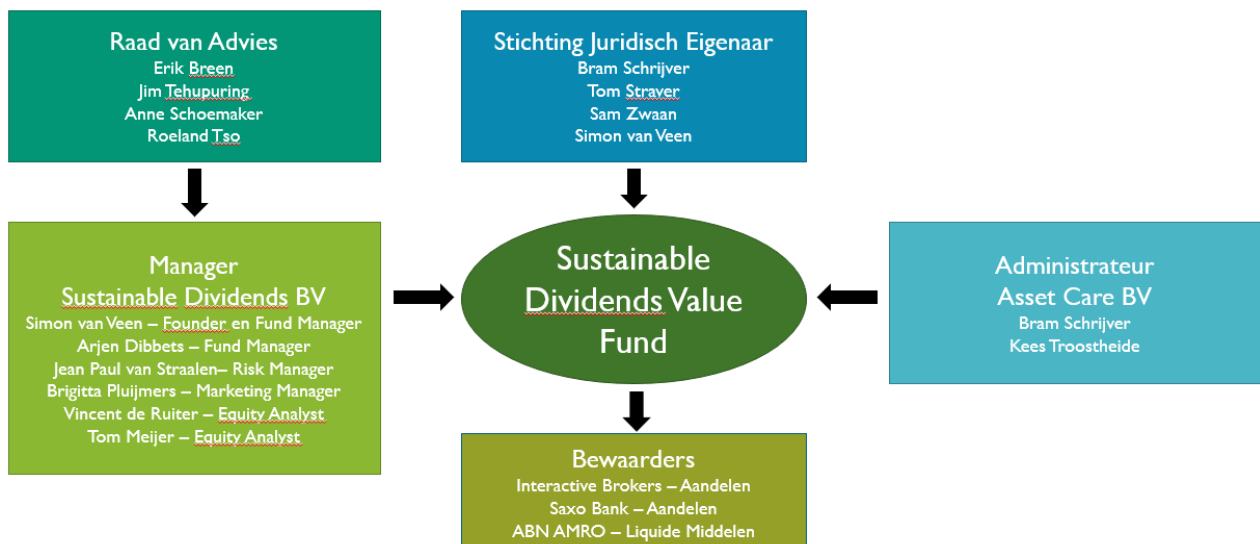 Raad van Advies
Erik Breen
Jim Tehupuring
Anne Schoemaker
Roeland Tso
Stichting Juridisch Eigenaar
Bram Schrijver
Tom Straver
Sam Zwaan
Simon van Veen
Manager
Sustainable Dividends BV
Simon van Veen – Founder en Fund Manager
Arjen Dibbets – Fund Manager
Jean Paul van Straalen– Risk Manager
Brigitta Pluijmers – Marketing Manager
Vincent de Ruiter – Equity Analyst
Tom Meijer – Equity Analyst
Sustainable
Dividends Value
Fund
Administrateur
Asset Care BV
Bram Schrijver
Kees Troostheide
Bewaarders
Interactive Brokers – Aandelen
Saxo Bank – Aandelen
ABN AMRO – Liquide Middelen